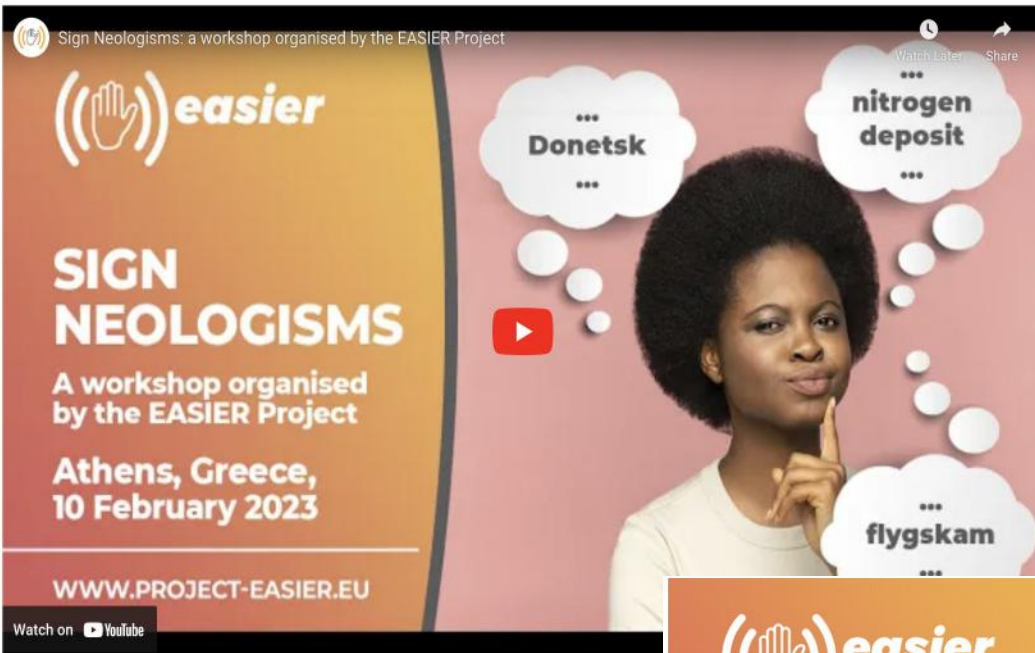 Sign Neologisms: a workshop organised by the EASIER Project
Watch Later
Share
easier
SIGN
NEOLOGISMS
A workshop organised
by the EASIER Project
Athens, Greece,
10 February 2023
WWW.PROJECT-EASIER.EU
...
Donetsk
...
...
nitrogen
deposit
...
...
flygskam
...
Watch on YouTube
easier